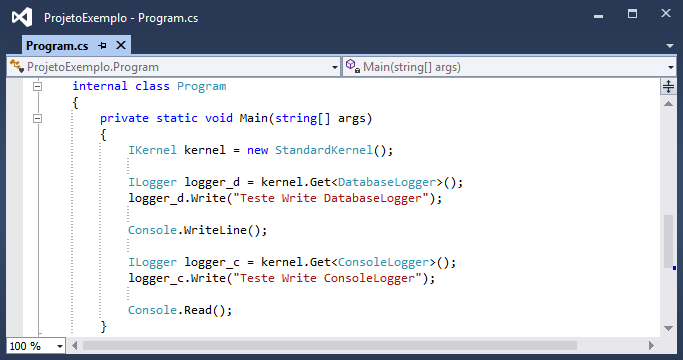 ProjetoExemplo - Program.cs
Program.cs
ProjetoExemplo.Program
Main(string[] args)
internal class Program
{
private static void Main(string[] args)
{
IKernel kernel = new StandardKernel();
ILogger logger_d = kernel.Get<DatabaseLogger>();
logger_d.Write("Teste Write DatabaseLogger");
Console.WriteLine();
ILogger logger_c = kernel.Get<ConsoleLogger>();
logger_c.Write("Teste Write ConsoleLogger");
Console.Read();
}
100 %